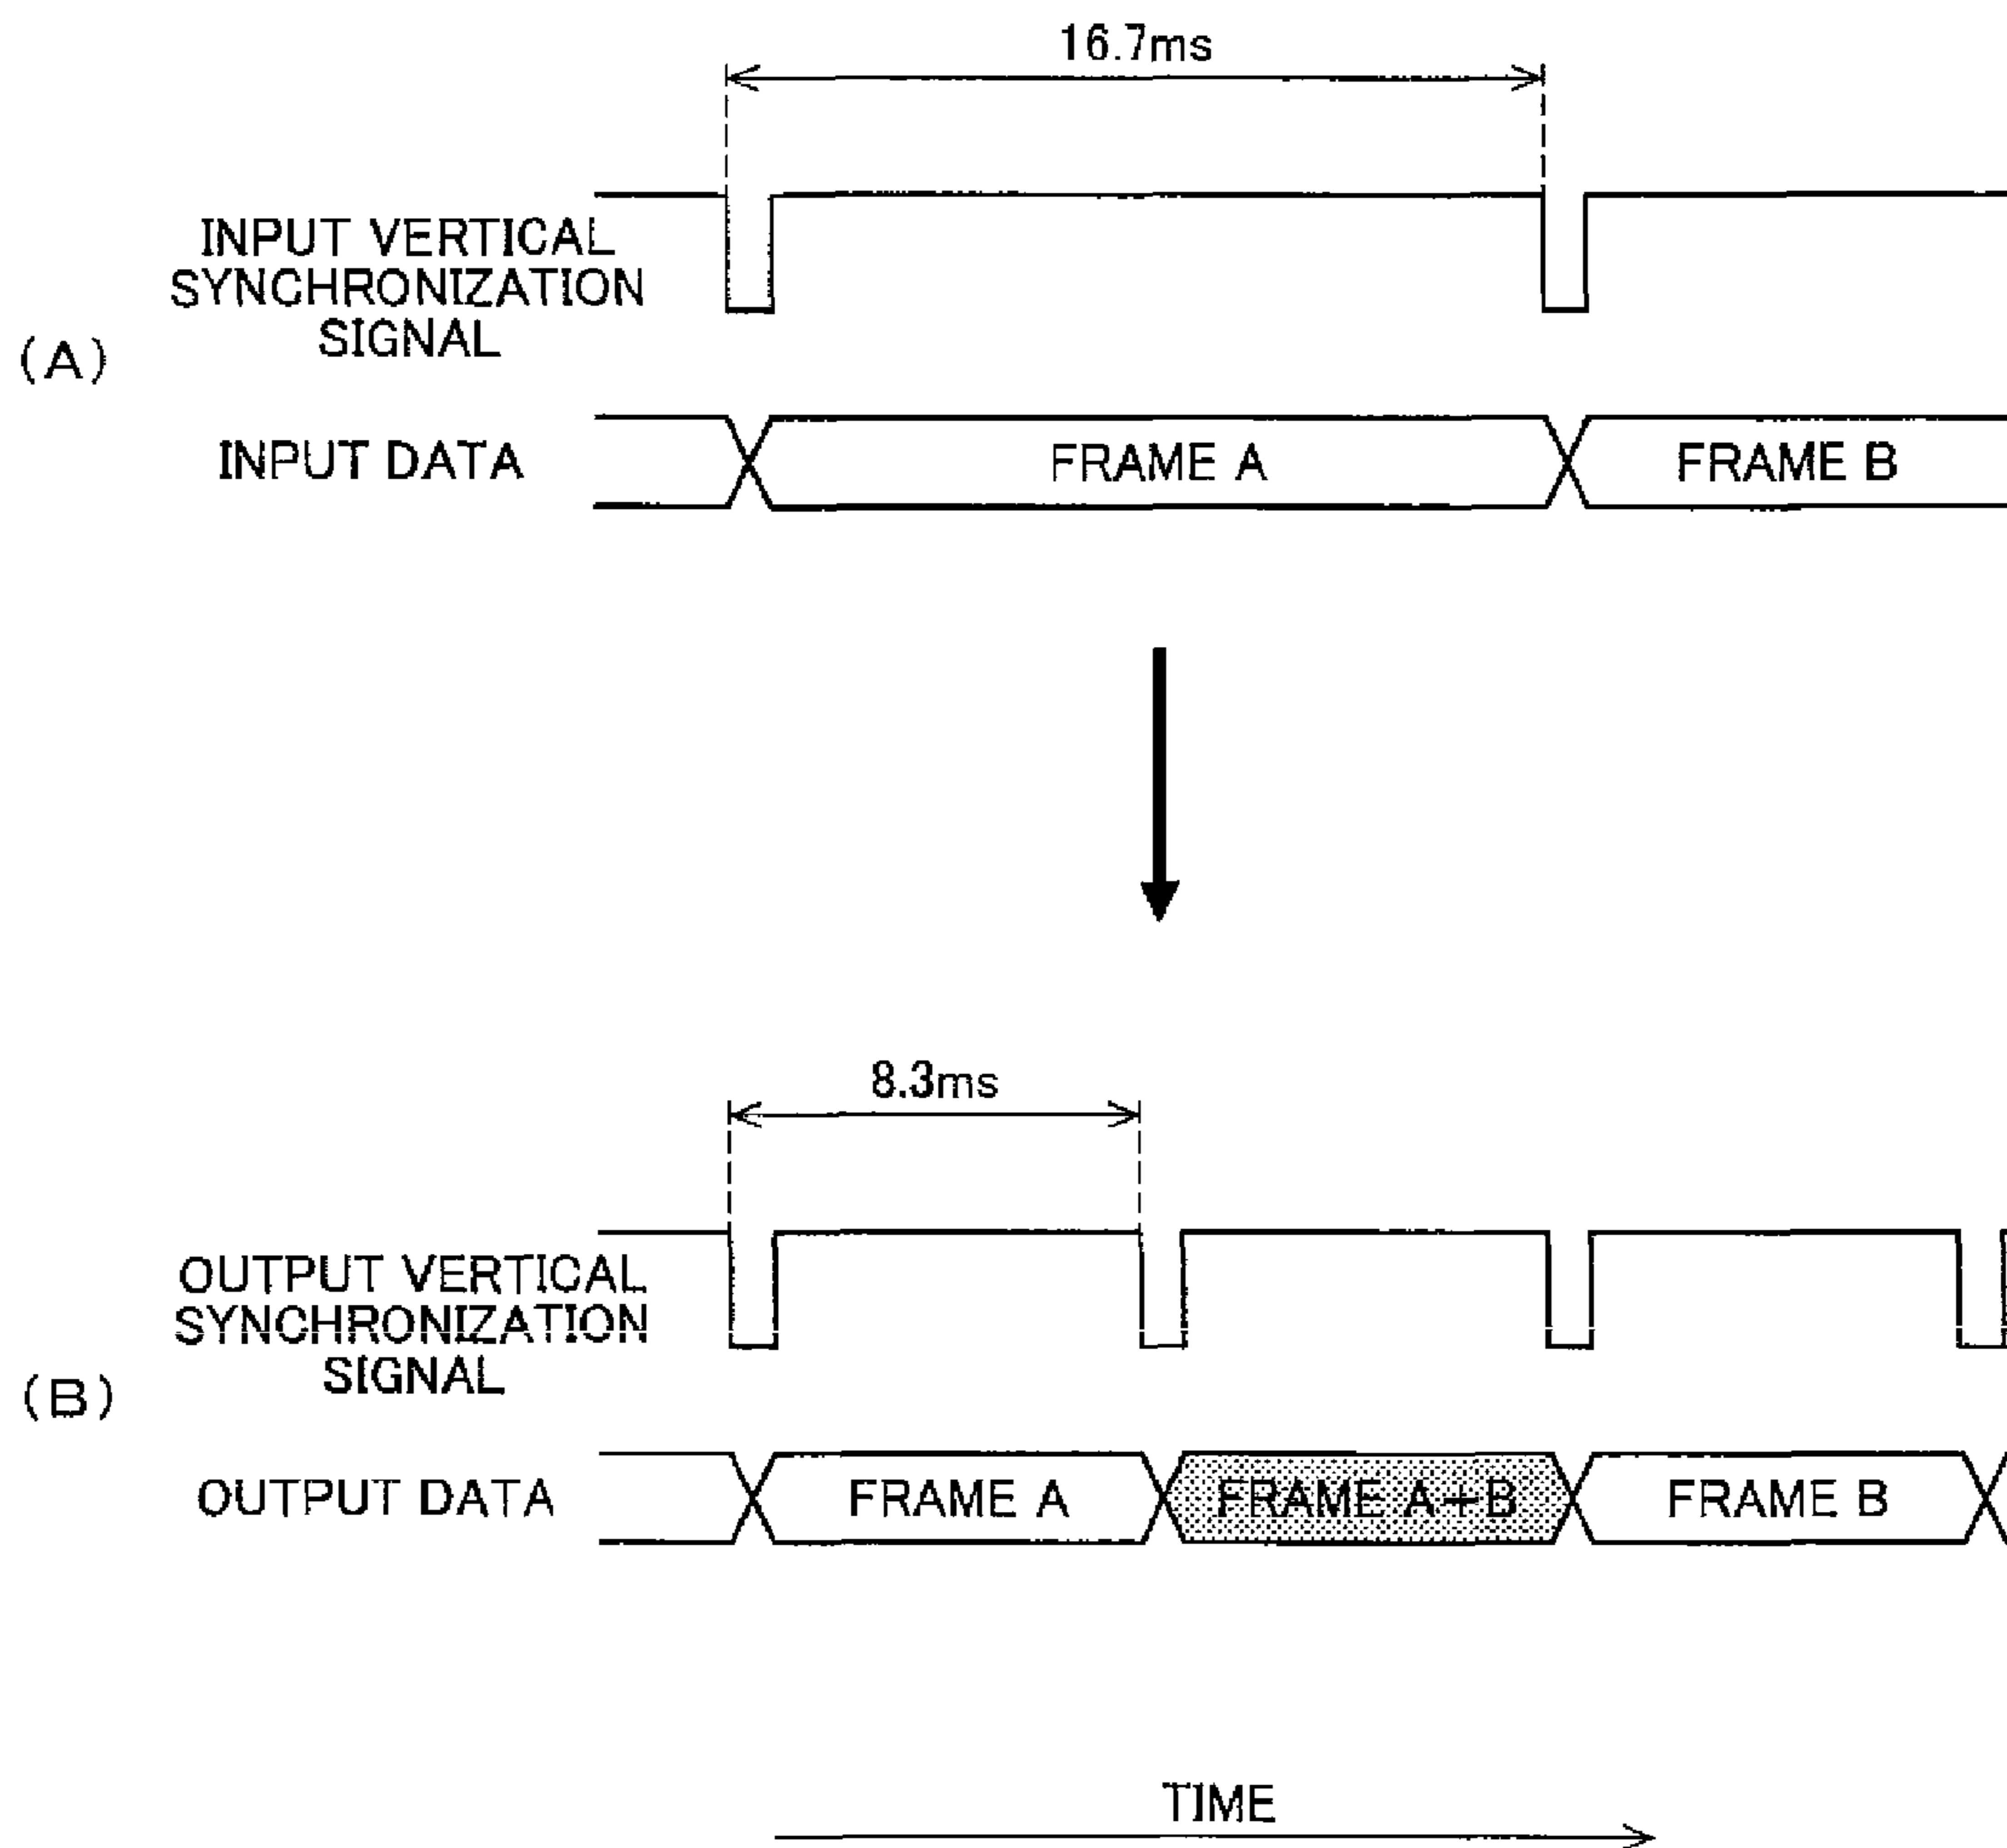 16.7ms
INPUT VERTICAL
SYNCHRONIZATION
SIGNAL
(A)
INPUT DATA
FRAME A
FRAME B
8.3ms
OUTPUT VERTICAL
SYNCHRONIZATION
SIGNAL
(B)
OUTPUT DATA
FRAME A
FRAME A+B
FRAME B
TIME